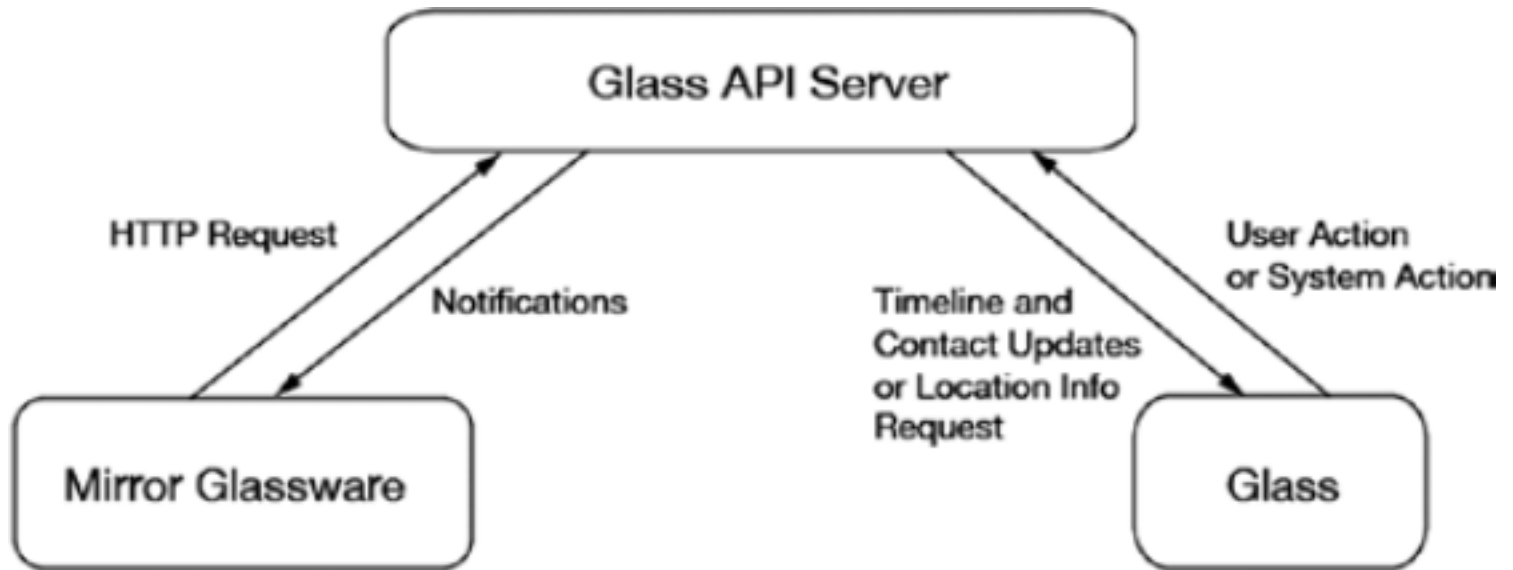 Glass API Server
HTTP Request
Notifications
Timeline and
Contact Updates
or Location Info
Request
User Action
or System Action
Mirror Glassware
Glass